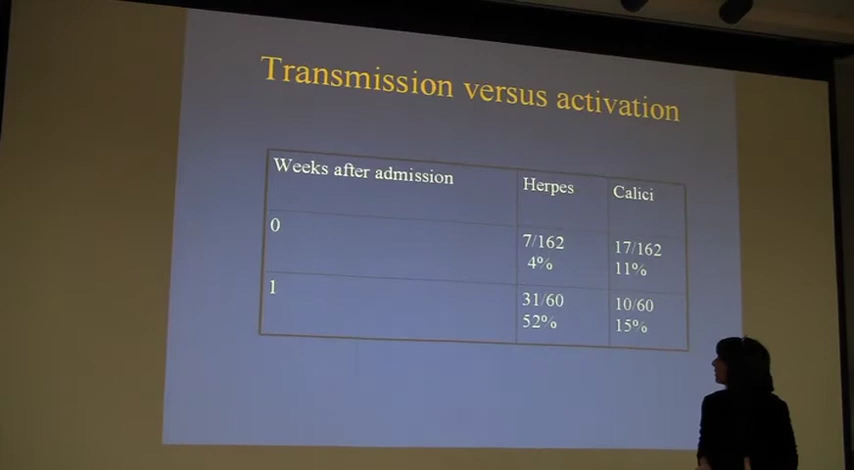 Transmission versus activation
Weeks after admission
Herpes
Calici
0
7/162
4%
17/162
11%
1
31/60
52%
10/60
15%